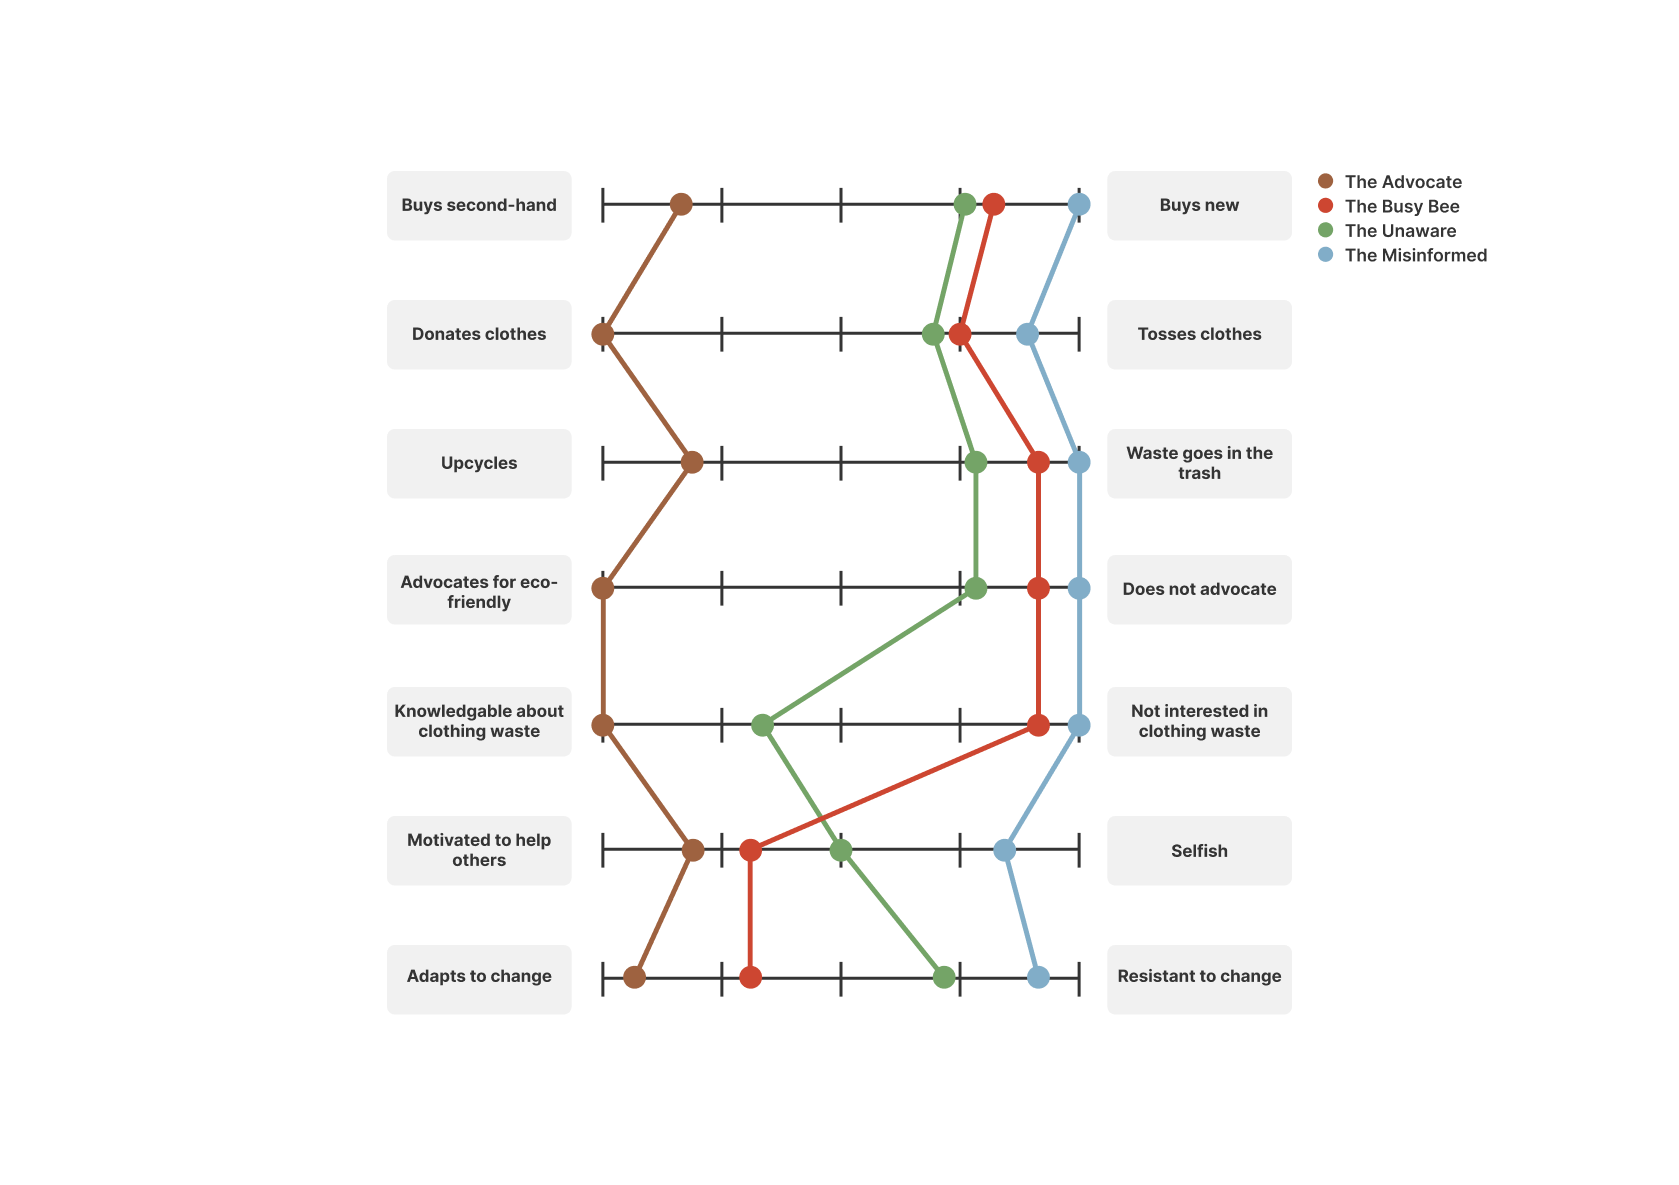 Buys second-hand
Buys new
The Advocate
The Busy Bee
The Unaware
The Misinformed
Donates clothes
Tosses clothes
Upcycles
Waste goes in the
trash
Advocates for eco-
friendly
Does not advocate
Knowledgable about
clothing waste
Not interested in
clothing waste
Motivated to help
others
Selfish
Adapts to change
Resistant to change